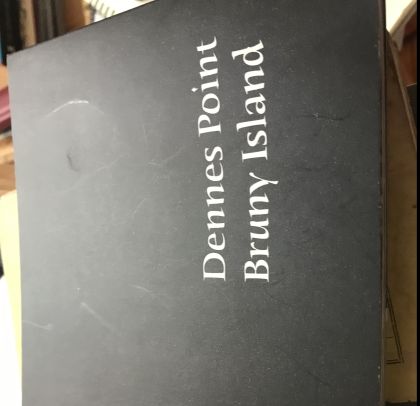 Dennes Point
Bruny Island